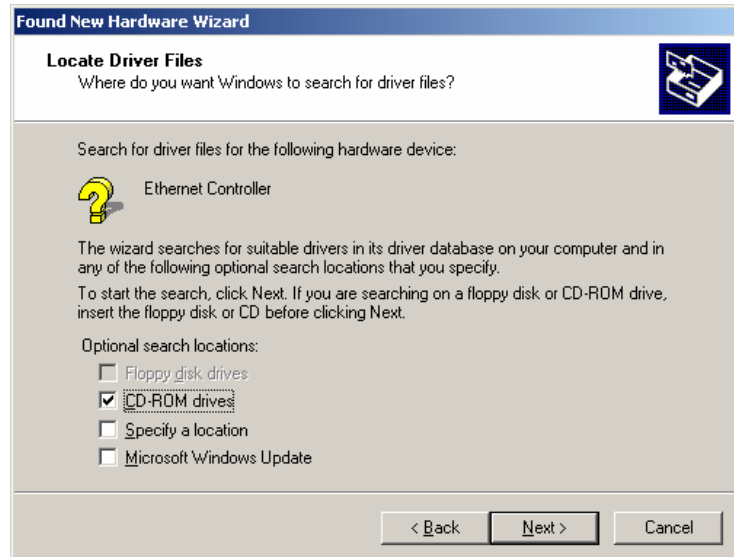 Found New Hardware Wizard
Locate Driver Files
Where do you want Windows to search for driver files?
Search for driver files for the following hardware device:
Ethernet Controller
The wizard searches for suitable drivers in its driver database on your computer and in
any of the following optional search locations that you specify.
To start the search, click Next. If you are searching on a floppy disk or CD-ROM drive,
insert the floppy disk or CD before clicking Next.
Optional search locations:
Floppy disk drives
CD-ROM drives
Specify a location
Microsoft Windows Update
< Back Next > Cancel